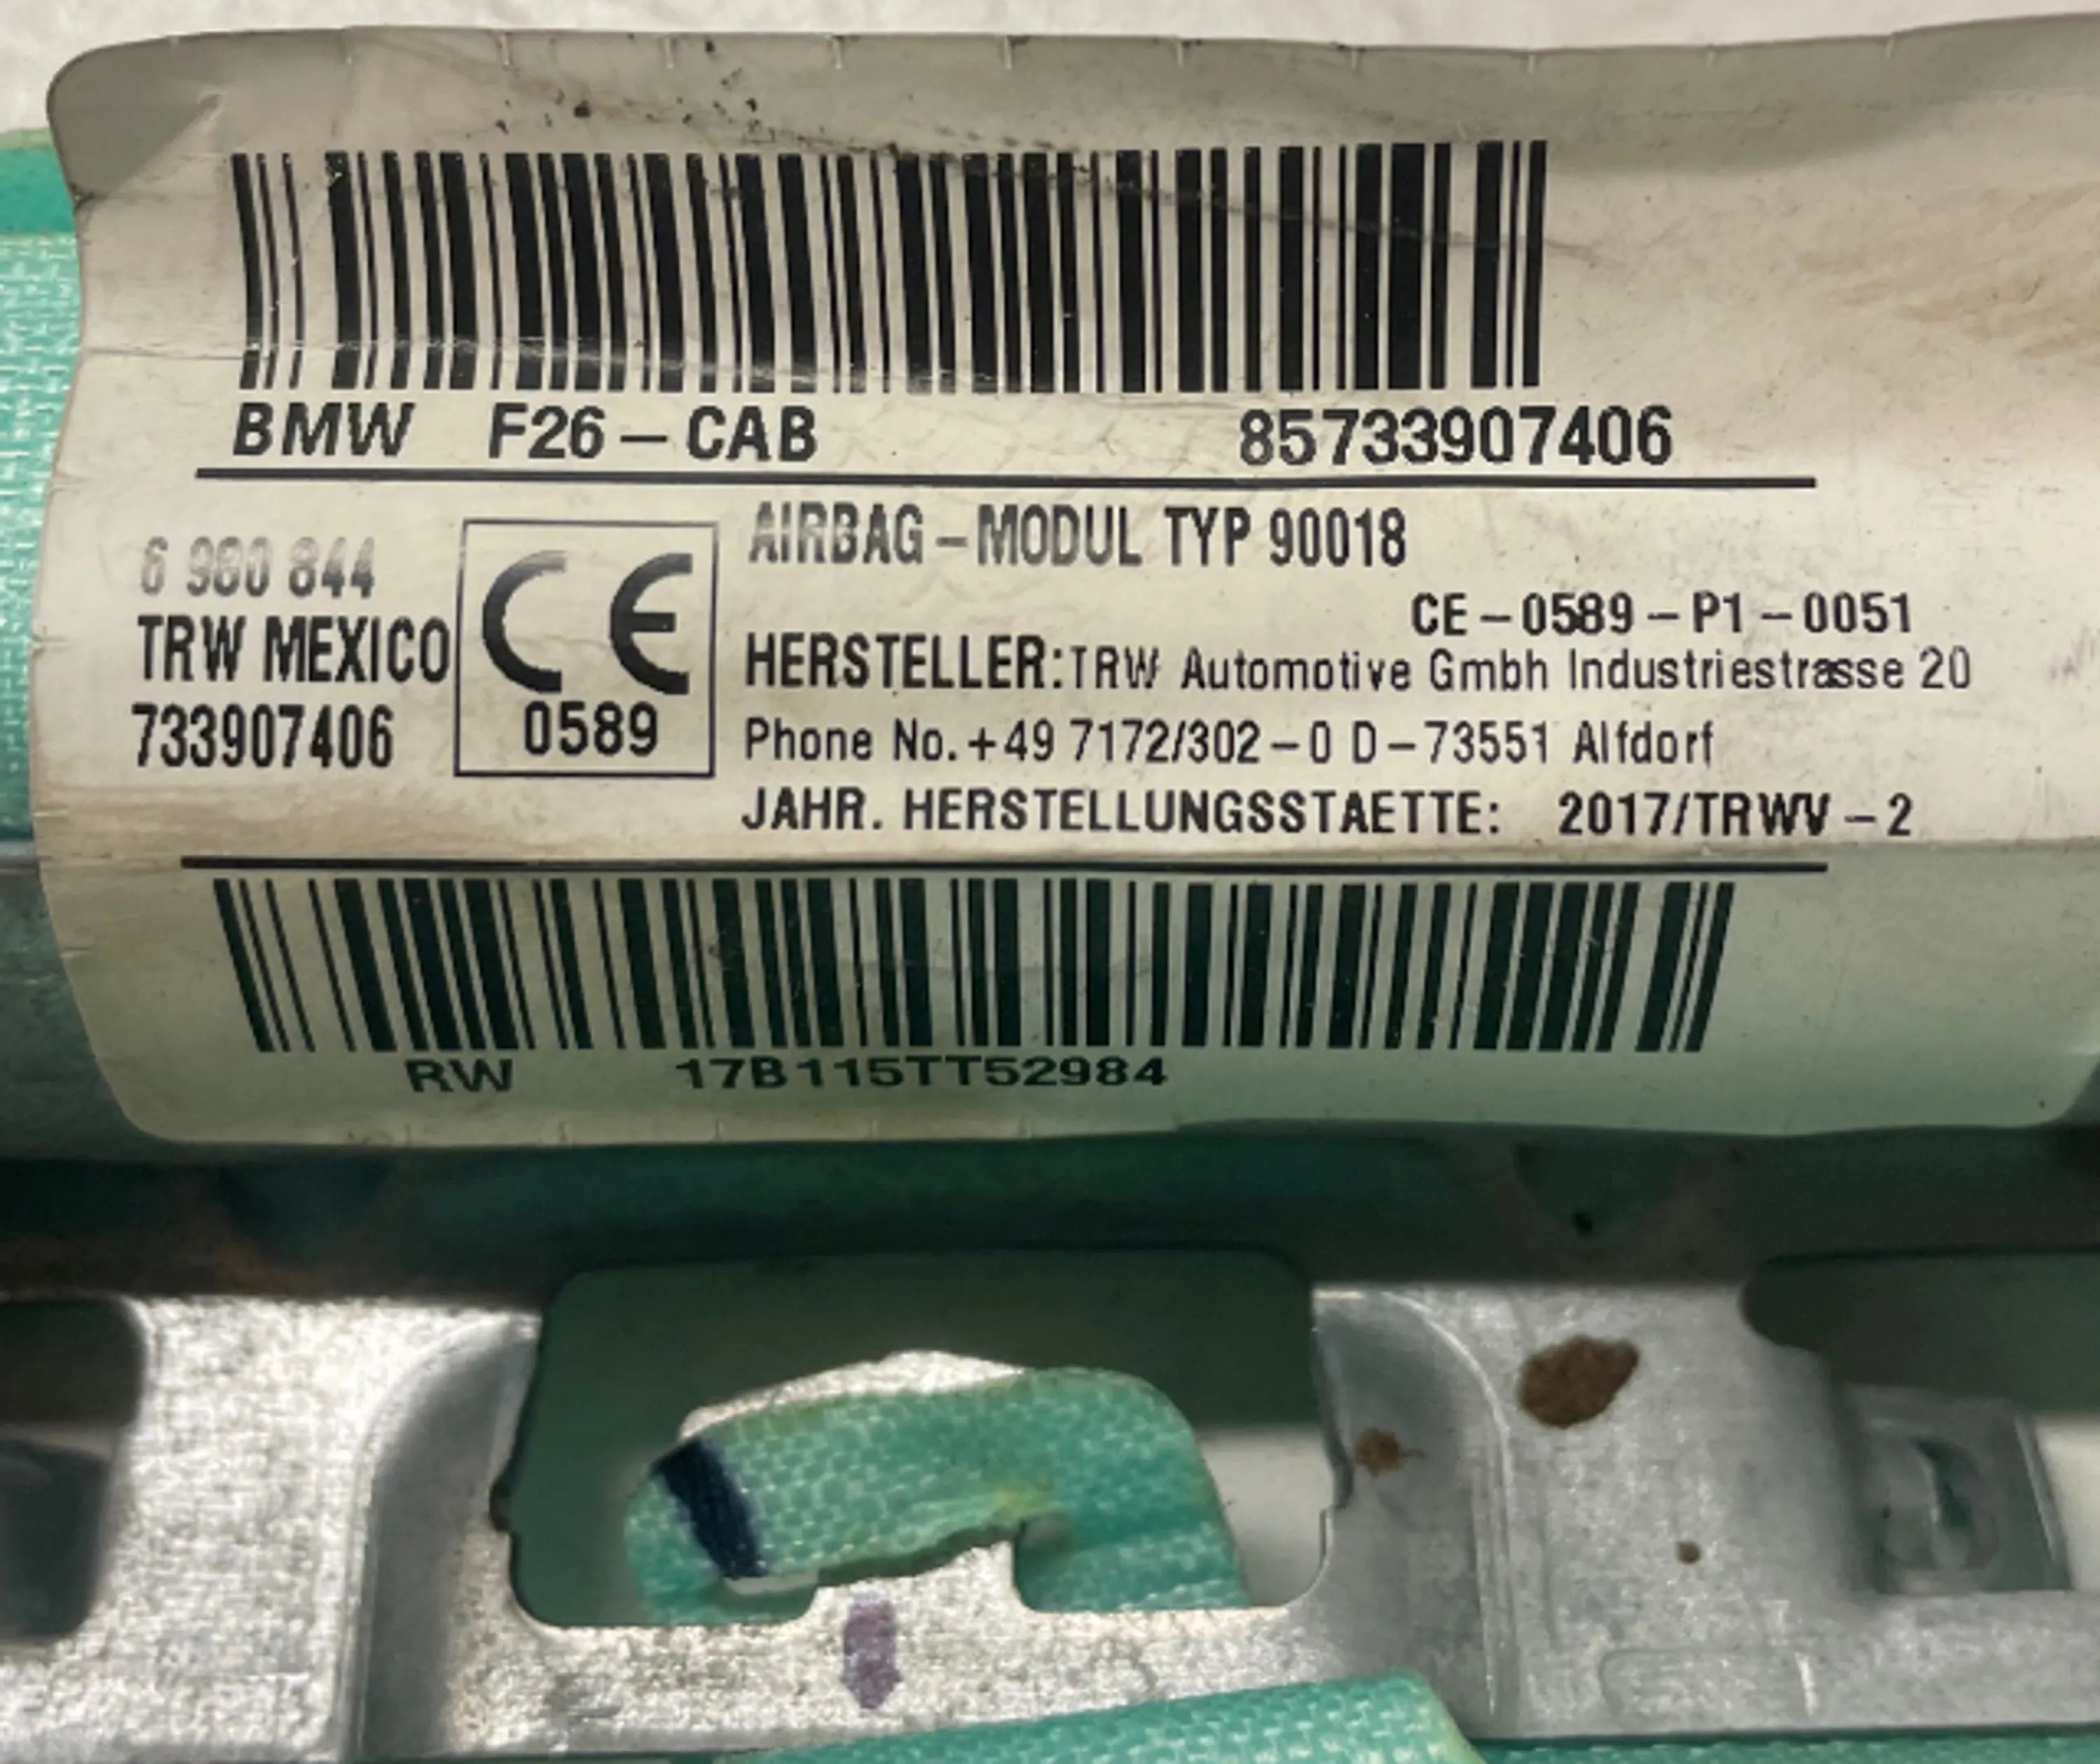 BMW F26-CAB 85733907406
6 980 844
TRW MEXICO
733907406
CE
0589
AIRBAG-MODUL TYP 90018
CE-0589-P1-0051
HERSTELLER:TRW Automotive Gmbh Industriestrasse 20
Phone No.+49 7172/302-0 D-73551 Alfdorf
JAHR. HERSTELLUNGSSTAETTE: 2017/TRWV-2
RW 17B115TT52984